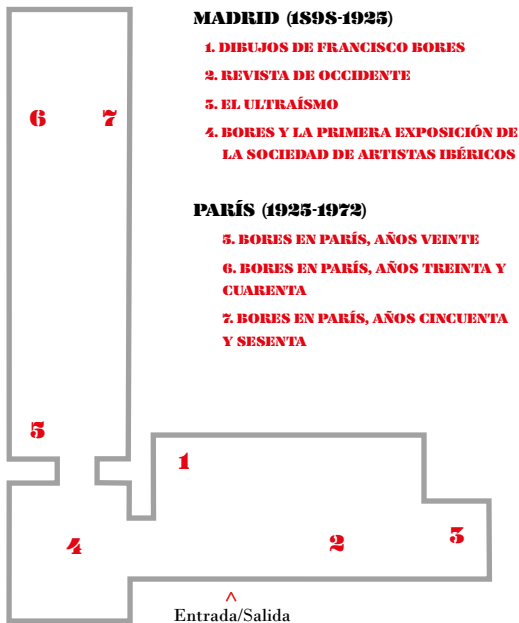 MADRID (1898-1925)
1. DIBUJOS DE FRANCISCO BORES
2. REVISTA DE OCCIDENTE
3. EL ULTRAÍSMO
4. BORES Y LA PRIMERA EXPOSICIÓN DE
LA SOCIEDAD DE ARTISTAS IBÉRICOS
PARÍS (1925-1972)
5. BORES EN PARÍS, AÑOS VEINTE
6. BORES EN PARÍS, AÑOS TREINTA Y
CUARENTA
7. BORES EN PARÍS, AÑOS CINCUENTA
Y SESENTA
6 7
5
1
4 2 3
Entrada/Salida